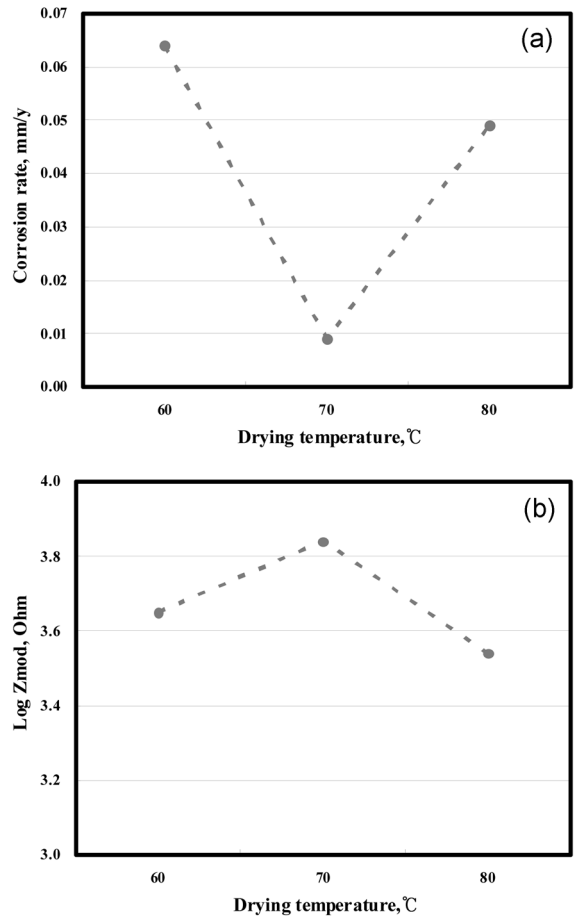 (a)
0.07
0.06
0.05
0.04
0.03
0.02
0.01
0.00
Corrosion rate, mm/y
60 70 80
Drying temperature,℃
(b)
4.0
3.8
3.6
3.4
3.2
3.0
Log Zmod, Ohm
60 70 80
Drying temperature,℃